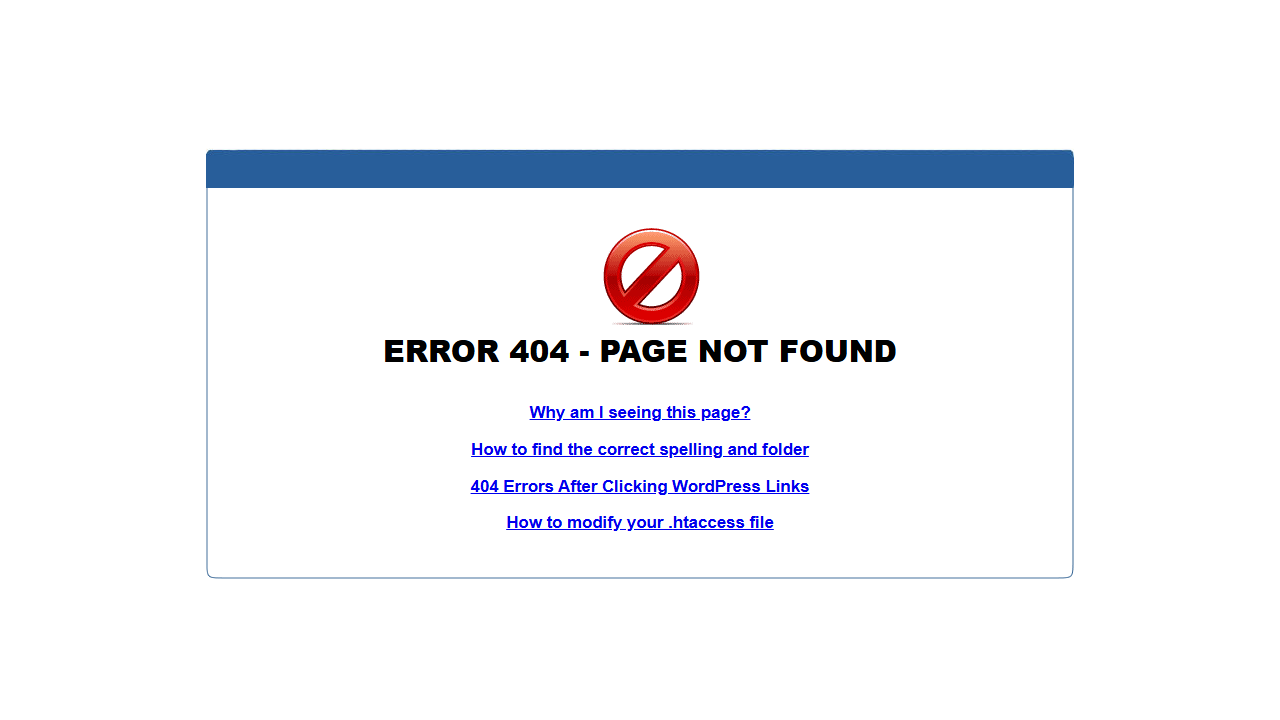 ERROR 404 - PAGE NOT FOUND
Why am I seeing this page?
How to find the correct spelling and folder
404 Errors After Clicking WordPress Links
How to modify your .htaccess file